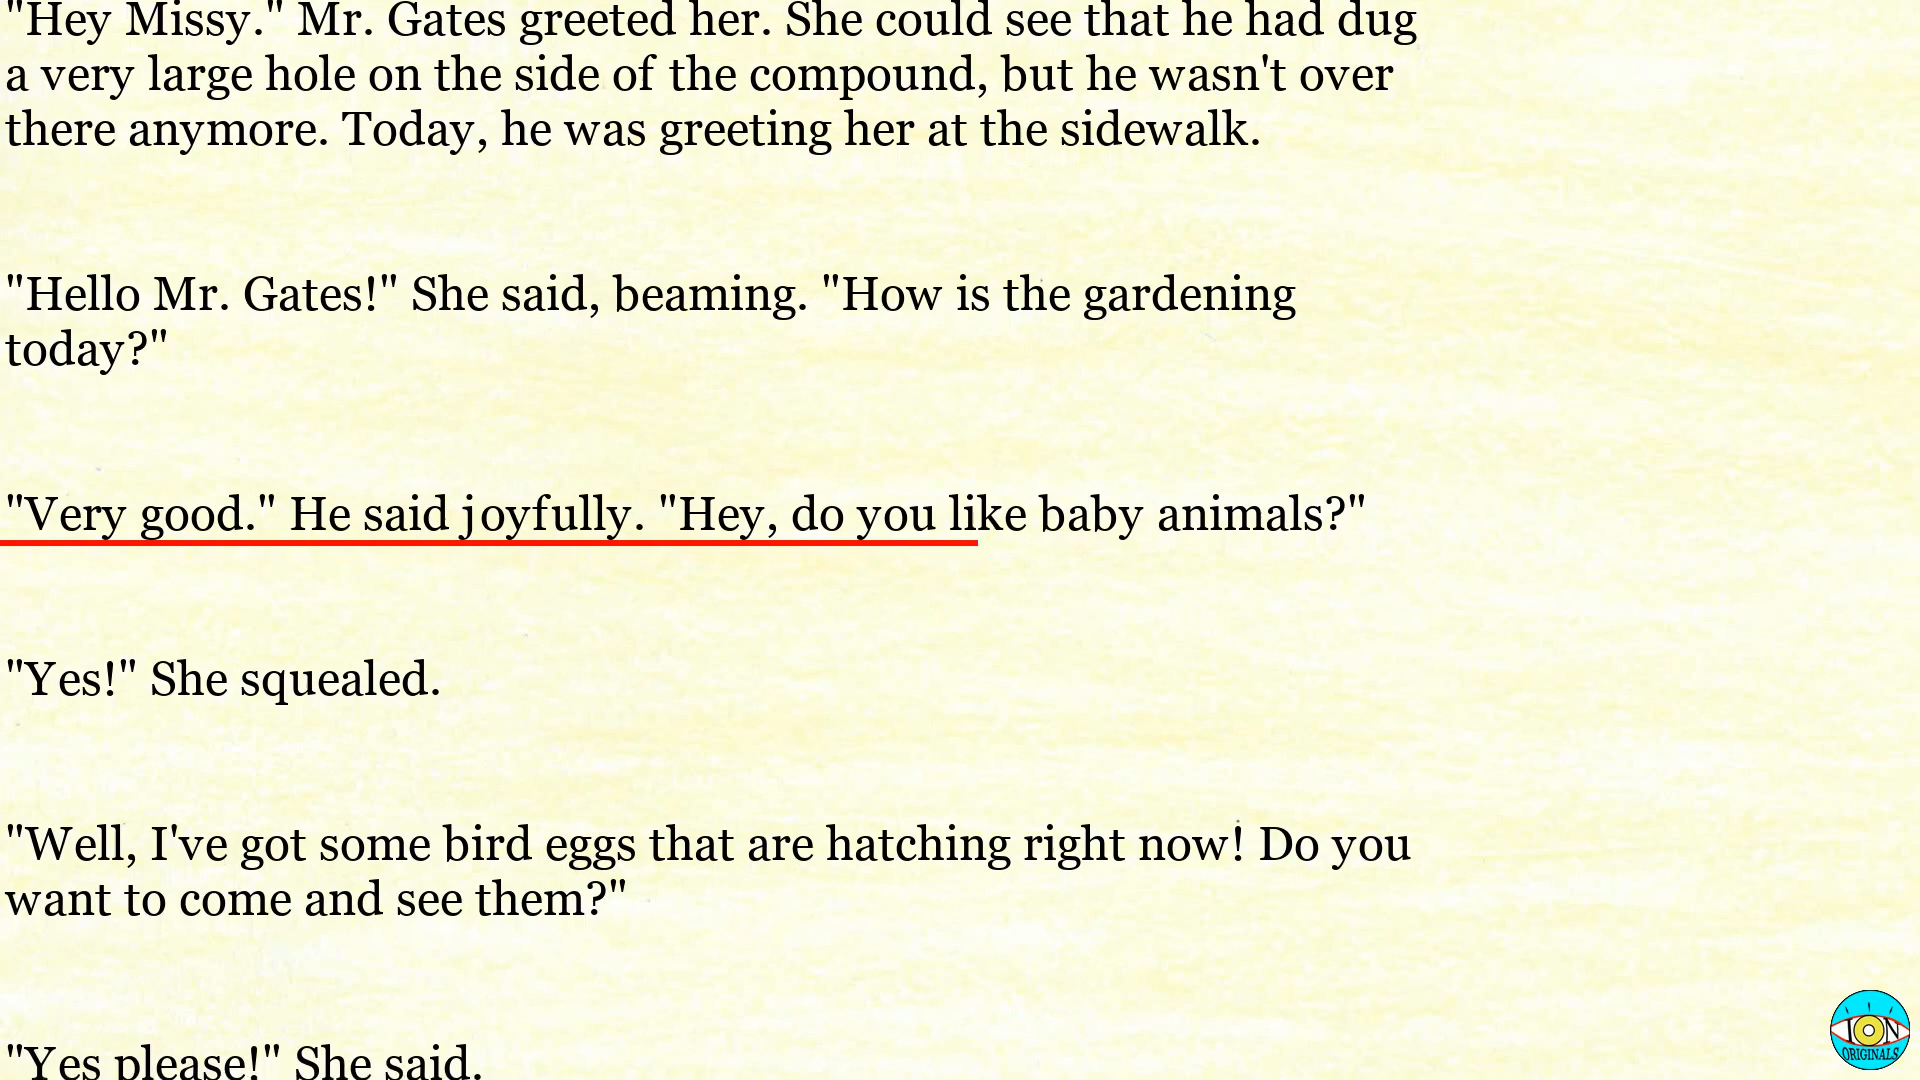 "Hey Missy." Mr. Gates greeted her. She could see that he had dug
a very large hole on the side of the compound, but he wasn't over
there anymore. Today, he was greeting her at the sidewalk.
"Hello Mr. Gates!" She said, beaming. "How is the gardening
today?"
"Very good." He said joyfully. "Hey, do you like baby animals?"
"Yes!" She squealed.
"Well, I've got some bird eggs that are hatching right now! Do you
want to come and see them?"
"Yes please!" She said.
ION
ORIGINALS